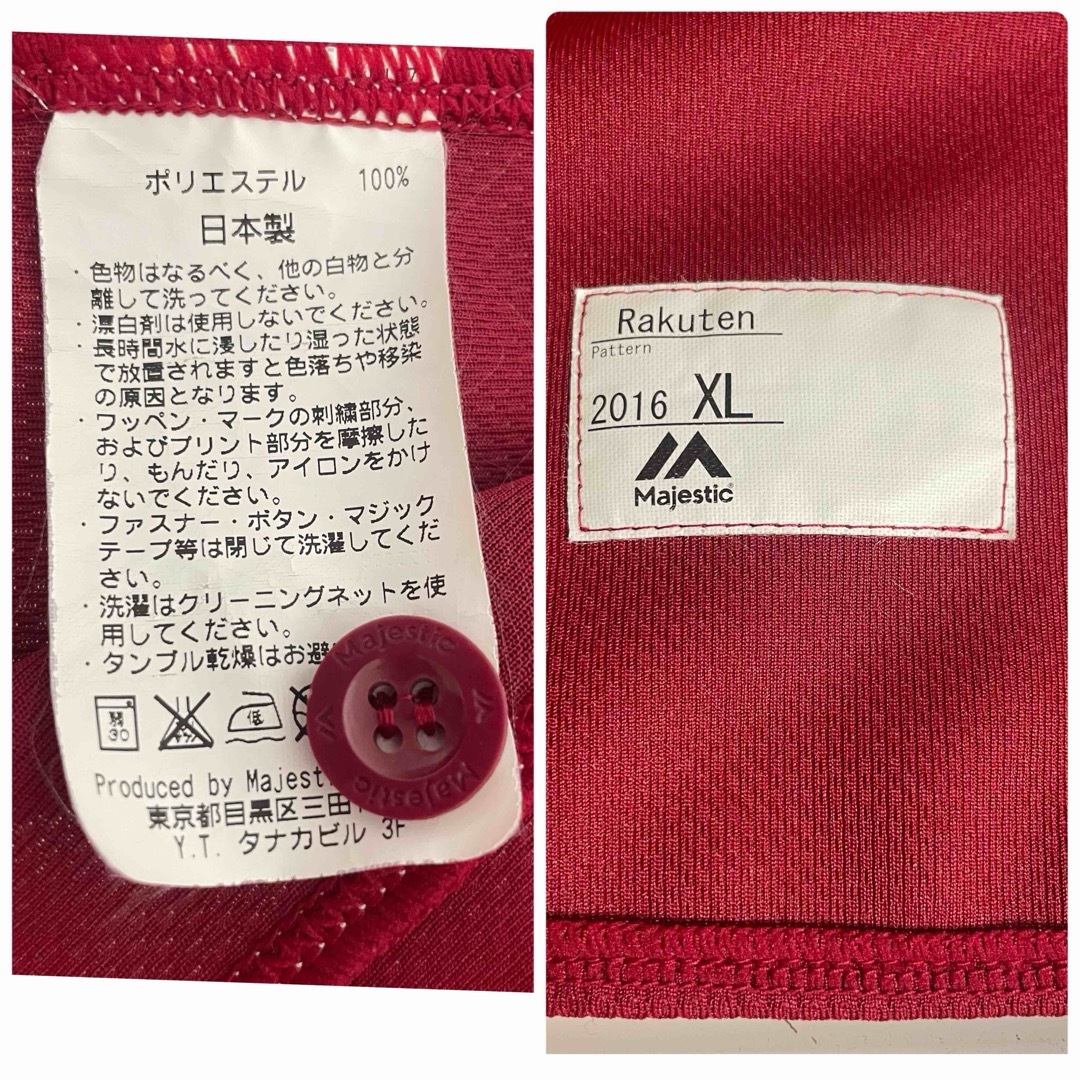 ポリエステル 100%
日本製
・色物はなるべく、他の白物と分
離して洗ってください。
・漂白剤は使用しないでください。
・長時間水に浸したり湿った状態
で放置されますと色落ちや移染
の原因となります。
・ワッペン・マークの刺繍部分、
およびプリント部分を摩擦した
り、もんだり、アイロンをかけ
ないでください。
・ファスナー・ボタン・マジック
テープ等は閉じて洗濯してくだ
さい。
・洗濯はクリーニングネットを使
用してください。
・タンブル乾燥はお避
弱
30
低
Produced by
東京都目黒区三田
Y.T. タナカビル 3F
Majestic
Majestic
Rakuten
Pattern
2016 XL
Majestic